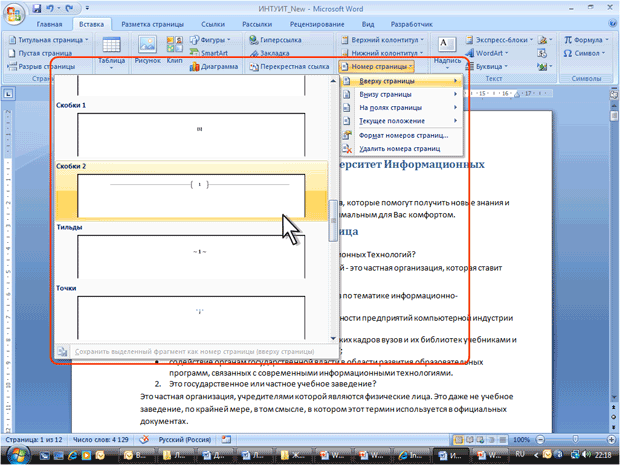 ИНТУИТ_New - Microsoft Word
Главная Вставка Разметка страницы Ссылки Рассылки Рецензирование Вид Разработчик
Титульная страница
Пустая страница
Разрыв страницы
Таблица
Рисунок Клип
Фигуры
SmartArt
Диаграмма
Гиперссылка
Закладка
Перекрестная ссылка
Верхний колонтитул
Нижний колонтитул
Номер страницы
Надпись
Экспресс-блоки
WordArt
Буквица
Текст
Формула
Символ
Символы
Вверху страницы
Внизу страницы
На полях страницы
Текущее положение
Формат номеров страниц...
Удалить номера страниц
Скобки 1
[1]
Скобки 2
{ 1 }
Тильды
~ 1 ~
Точки
Сохранить выделенный фрагмент как номер страницы (вверху страницы)
15 16 17
ерситет Информационных
а, которые помогут получить новые знания и
имальным для Вас комфортом.
ица
онных Технологий?
й - это частная организация, которая ставит
в по тематике информационно-
ности предприятий компьютерной индустрии
ких кадров вузов и их библиотек учебниками и
содействие органам государственной власти в области развития образовательных
программ, связанных с современными информационными технологиями.
2. Это государственное или частное учебное заведение?
Это частная организация, учредителями которой являются физические лица. Это даже не учебное
заведение, по крайней мере, в том смысле, в котором этот термин используется в официальных
документах.
Страница: 1 из 12 Число слов: 4 129 Русский (Россия) 100%
RU 22:18